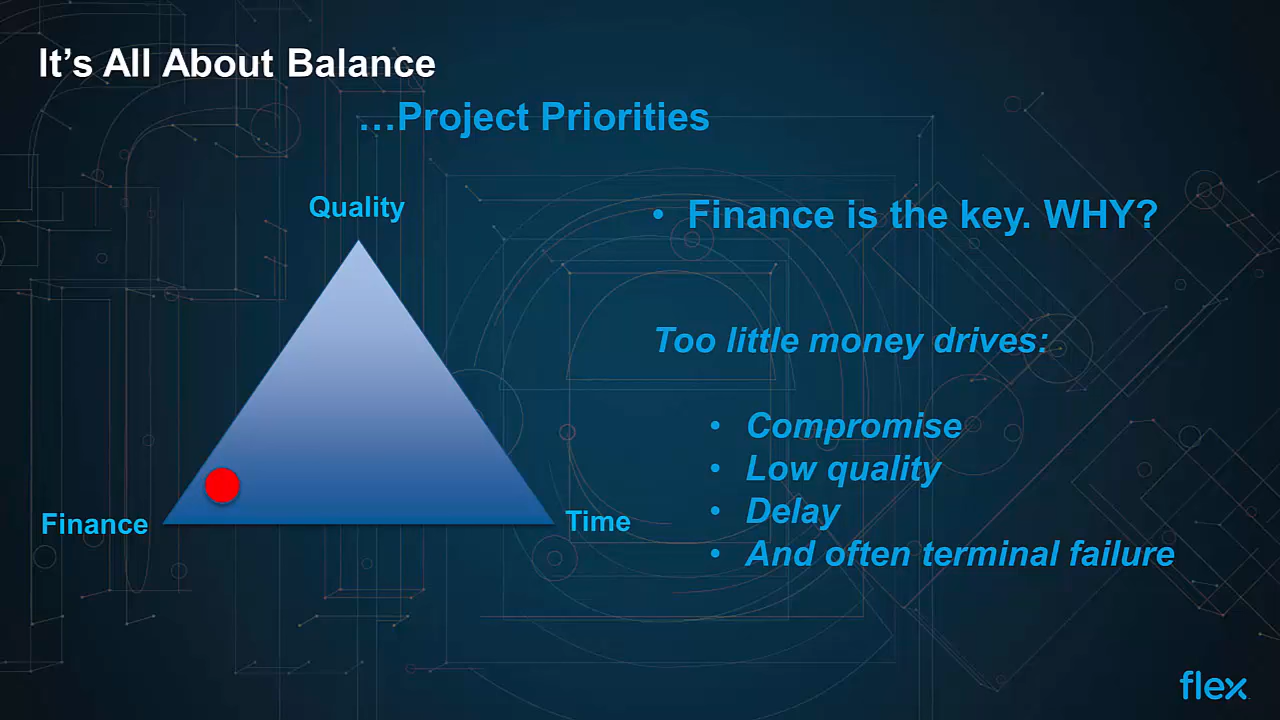 It’s All About Balance
…Project Priorities
Quality
Finance
Time
• Finance is the key. WHY?
Too little money drives:
• Compromise
• Low quality
• Delay
• And often terminal failure
flex